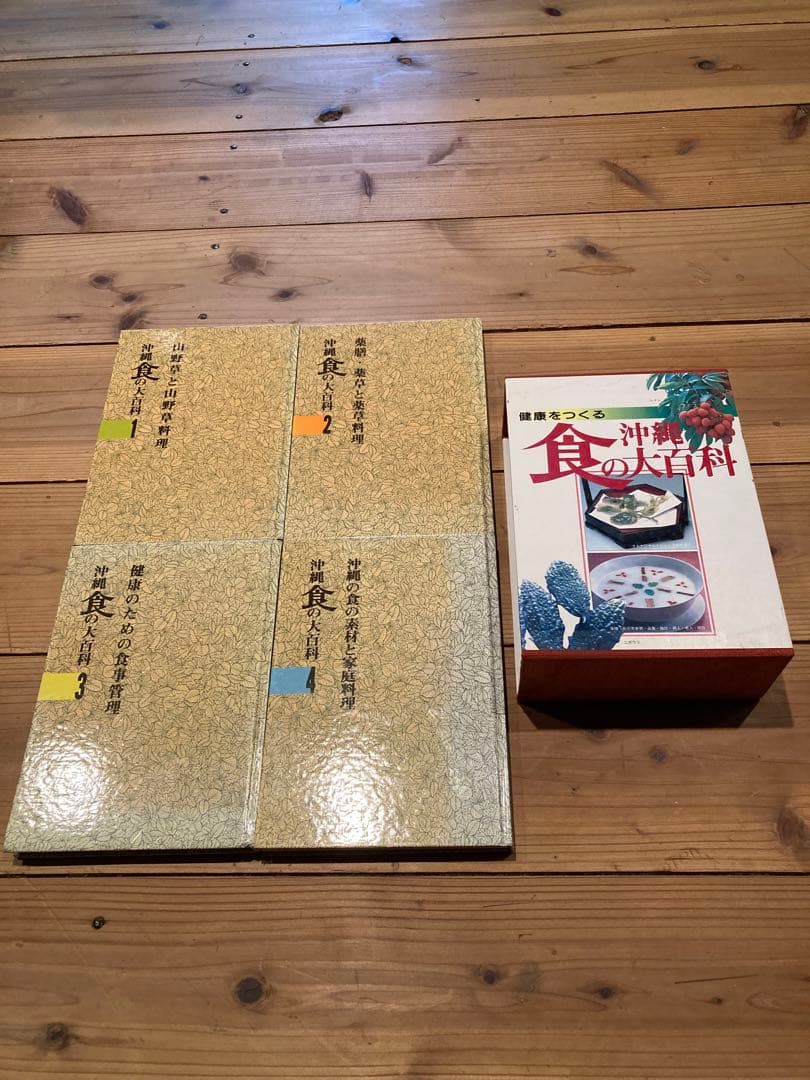 山野草と山野草料理
沖縄食の大百科
1
薬膳・薬草と薬草料理
沖縄食の大百科
2
健康のための食事管理
沖縄食の大百科
3
沖縄の食の素材と家庭料理
沖縄食の大百科
4
健康をつくる
沖縄
食の大百科